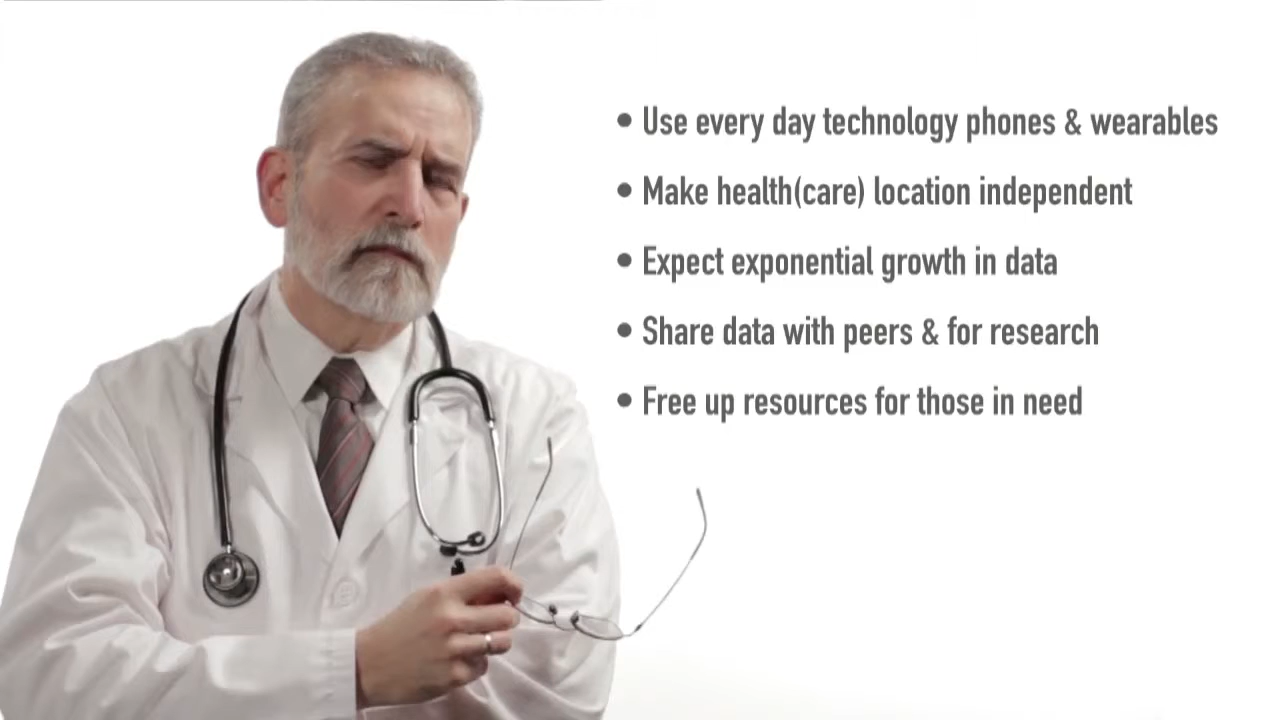 • Use every day technology phones & wearables
• Make health(care) location independent
• Expect exponential growth in data
• Share data with peers & for research
• Free up resources for those in need